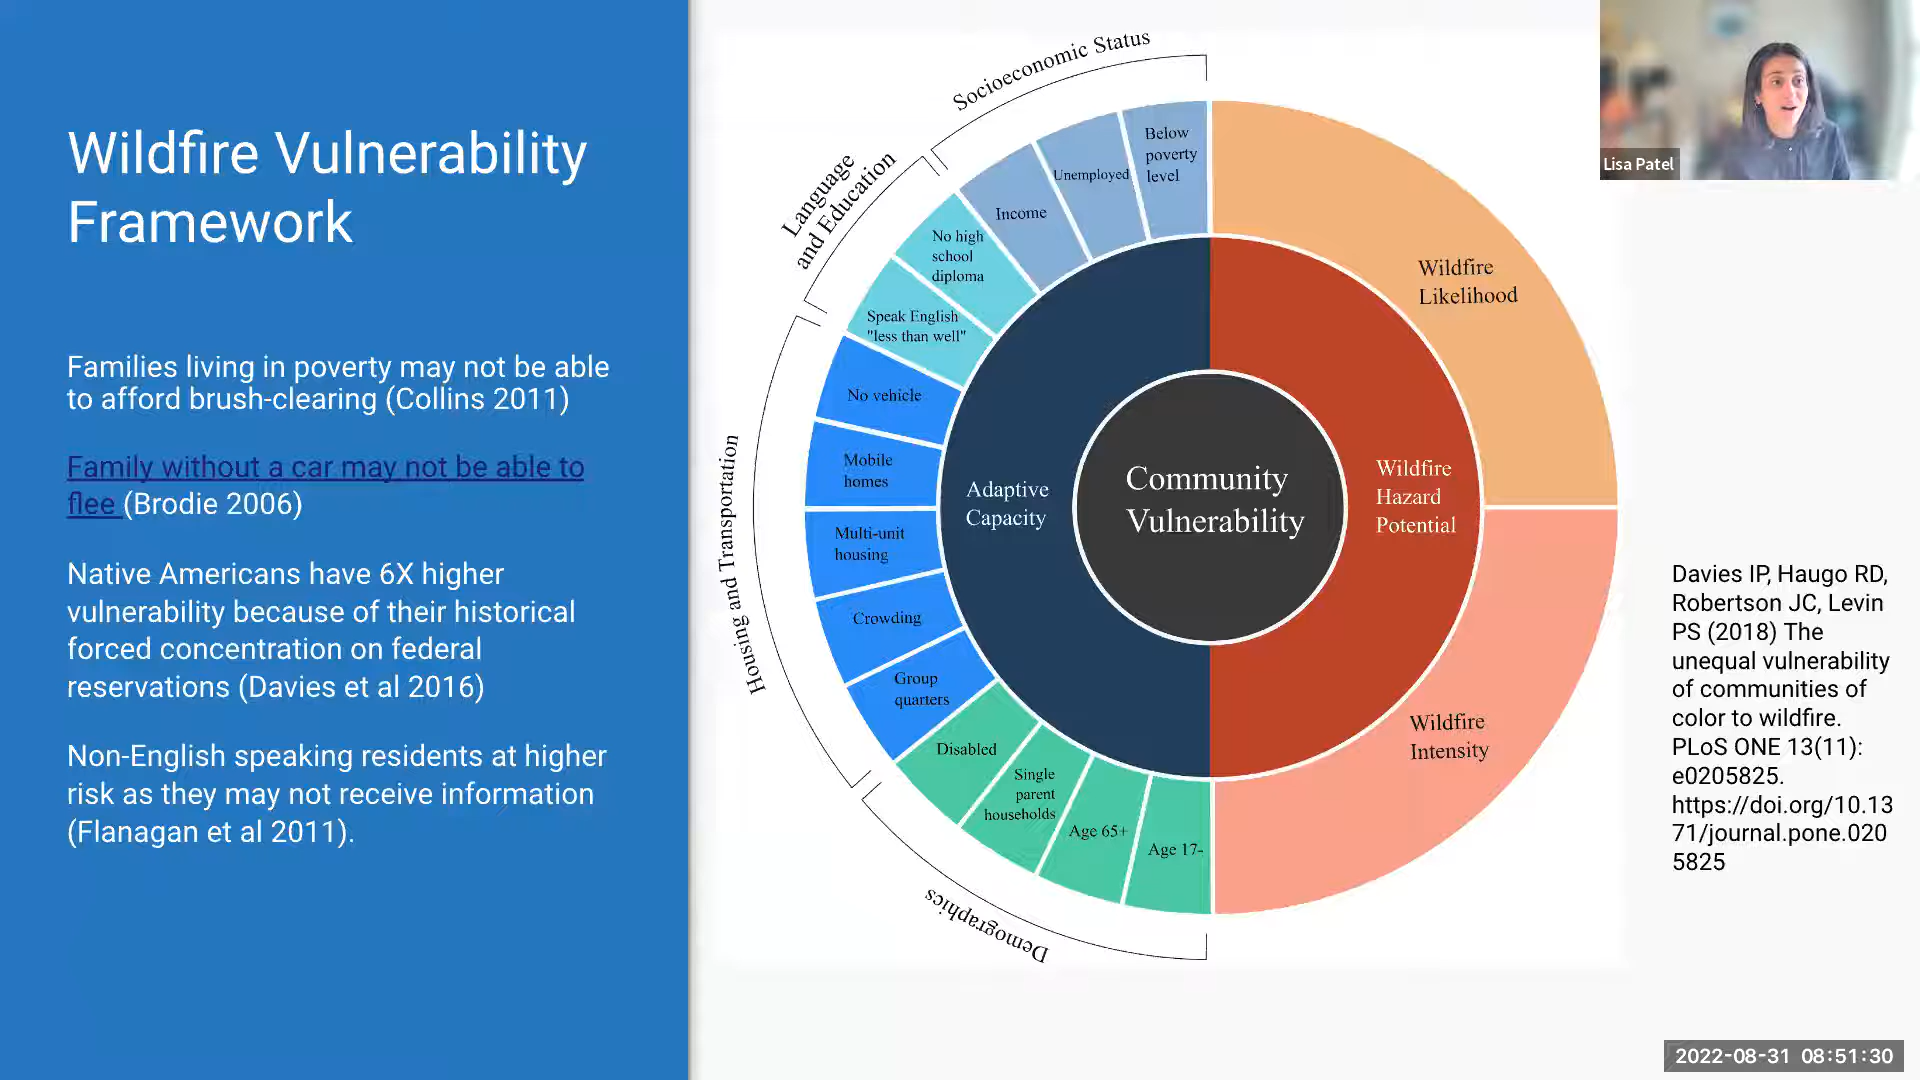 Wildfire Vulnerability
Framework
Families living in poverty may not be able
to afford brush-clearing (Collins 2011)
Family without a car may not be able to
flee (Brodie 2006)
Native Americans have 6X higher
vulnerability because of their historical
forced concentration on federal
reservations (Davies et al 2016)
Non-English speaking residents at higher
risk as they may not receive information
(Flanagan et al 2011).
Socioeconomic Status
Language
and Education
Housing and Transportation
Demographics
Below
poverty
level
Unemployed
Income
No high
school
diploma
Speak English
"less than well"
No vehicle
Mobile
homes
Multi-unit
housing
Crowding
Group
quarters
Disabled
Single
parent
households
Age 65+
Age 17-
Adaptive
Capacity
Community
Vulnerability
Wildfire
Hazard
Potential
Wildfire
Likelihood
Wildfire
Intensity
Lisa Patel
Davies IP, Haugo RD,
Robertson JC, Levin
PS (2018) The
unequal vulnerability
of communities of
color to wildfire.
PLoS ONE 13(11):
e0205825.
https://doi.org/10.13
71/journal.pone.020
5825
2022-08-31 08:51:30